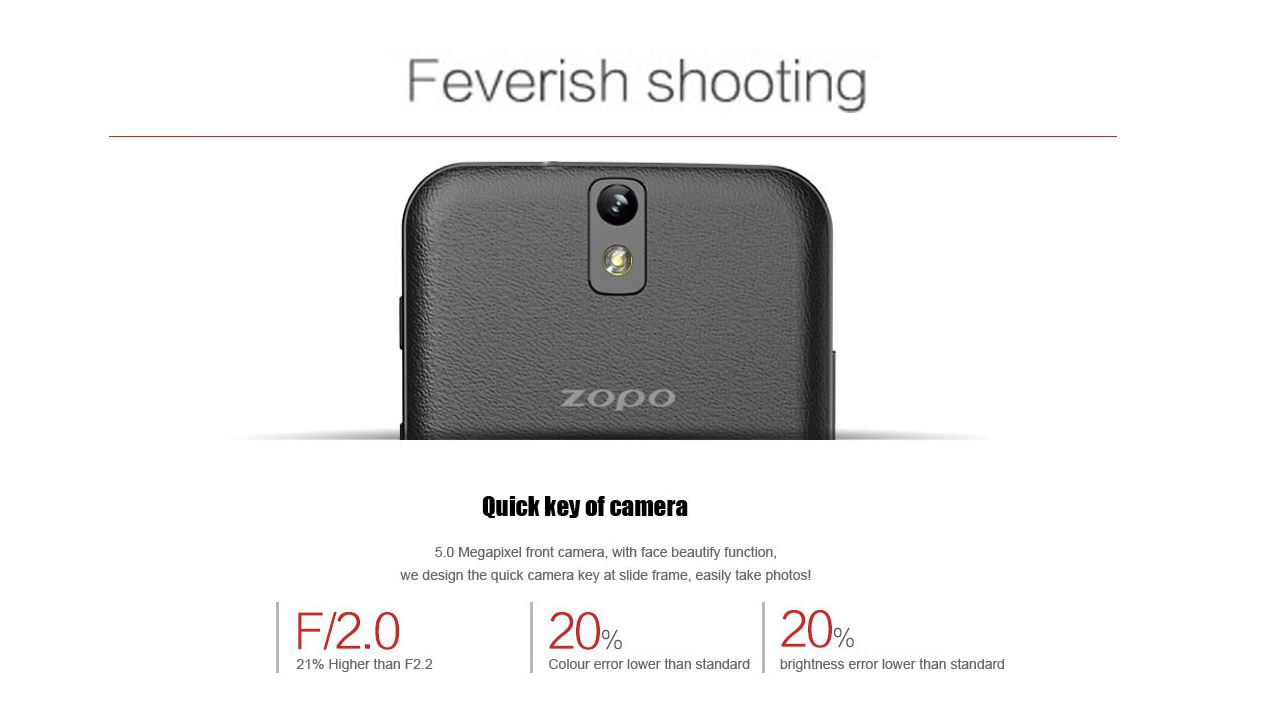 Feverish shooting
ZOPO
Quick key of camera
5.0 Megapixel front camera, with face beautify function,
we design the quick camera key at slide frame, easily take photos!
F/2.0
21% Higher than F2.2
20%
Colour error lower than standard
20%
brightness error lower than standard